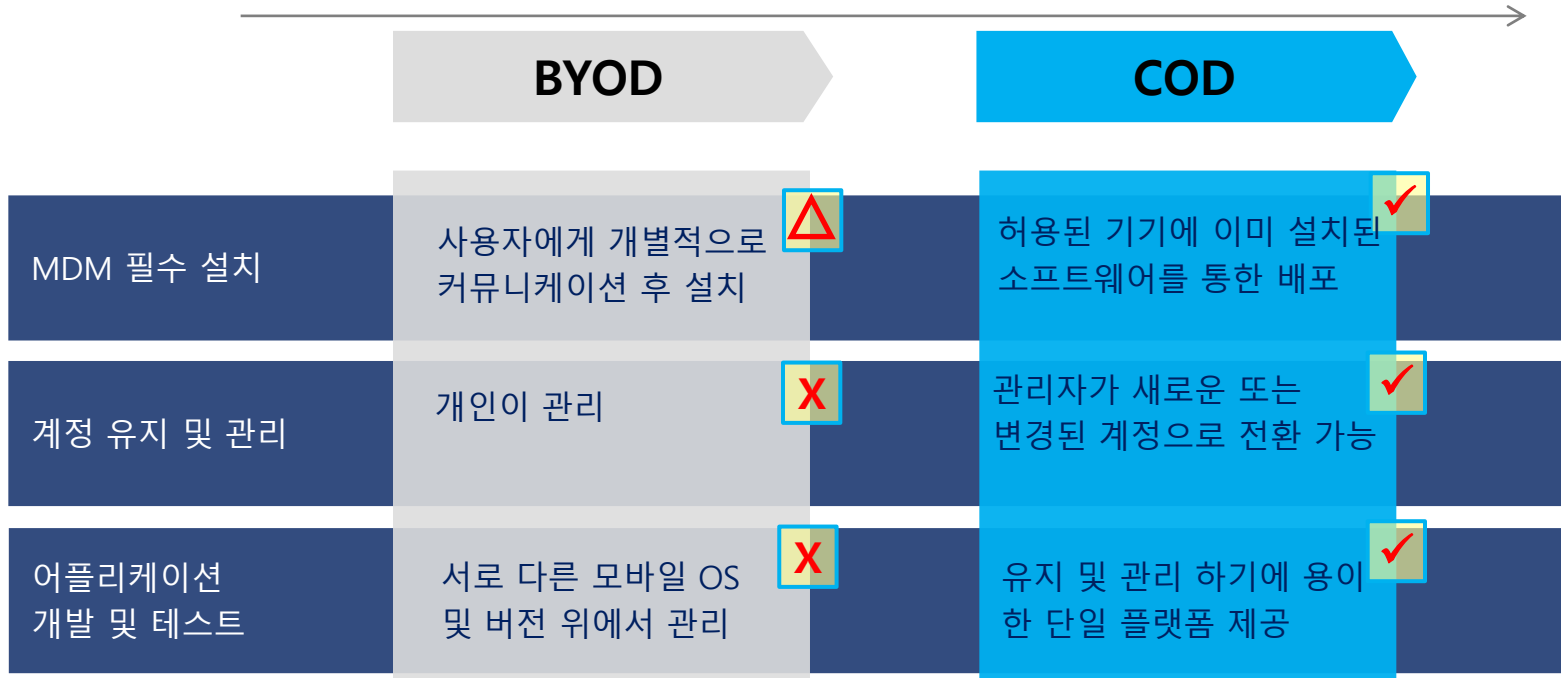 BYOD
COD
MDM 필수 설치
사용자에게 개별적으로
커뮤니케이션 후 설치
△
허용된 기기에 이미 설치된
소프트웨어를 통한 배포
✓
계정 유지 및 관리
개인이 관리
X
관리자가 새로운 또는
변경된 계정으로 전환 가능
✓
어플리케이션
개발 및 테스트
서로 다른 모바일 OS
및 버전 위에서 관리
X
유지 및 관리 하기에 용이
한 단일 플랫폼 제공
✓